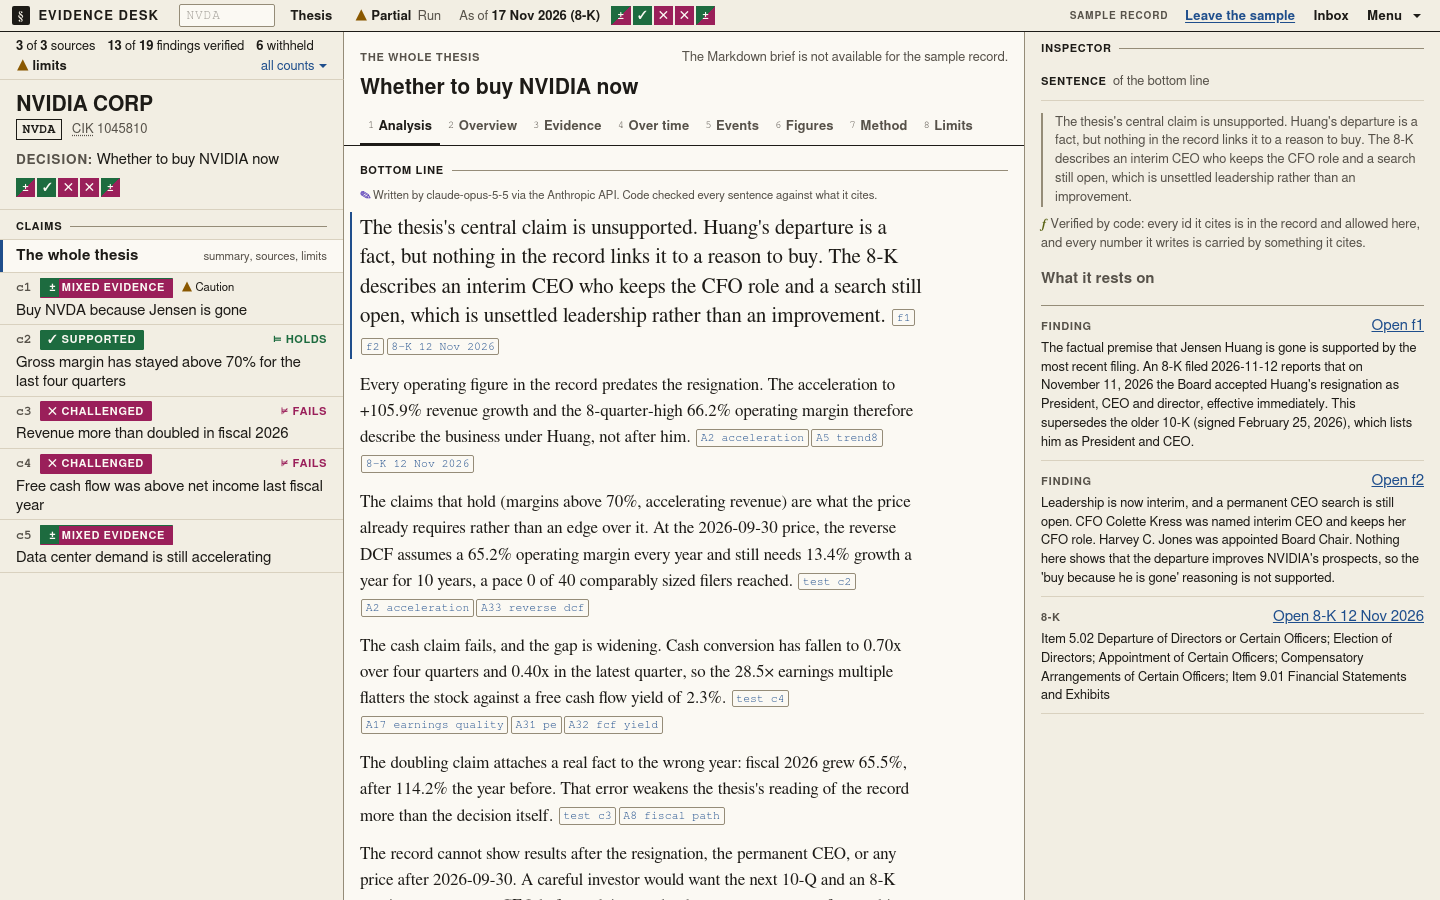 § EVIDENCE DESK NVDA Thesis ▲ Partial Run As of 17 Nov 2026 (8-K) ± ✓ ✕ ✕ ± SAMPLE RECORD Leave the sample Inbox Menu
3 of 3 sources 13 of 19 findings verified 6 withheld
▲ limits all counts
NVIDIA CORP
NVDA CIK 1045810
DECISION: Whether to buy NVIDIA now
± ✓ ✕ ✕ ±
CLAIMS
The whole thesis summary, sources, limits
c1 ± MIXED EVIDENCE ▲ Caution
Buy NVDA because Jensen is gone
c2 ✓ SUPPORTED ⊨ HOLDS
Gross margin has stayed above 70% for the
last four quarters
c3 ✕ CHALLENGED ⊭ FAILS
Revenue more than doubled in fiscal 2026
c4 ✕ CHALLENGED ⊭ FAILS
Free cash flow was above net income last fiscal
year
c5 ± MIXED EVIDENCE
Data center demand is still accelerating
THE WHOLE THESIS The Markdown brief is not available for the sample record.
Whether to buy NVIDIA now
1 Analysis 2 Overview 3 Evidence 4 Over time 5 Events 6 Figures 7 Method 8 Limits
BOTTOM LINE
✎ Written by claude-opus-5-5 via the Anthropic API. Code checked every sentence against what it cites.
The thesis's central claim is unsupported. Huang's departure is a
fact, but nothing in the record links it to a reason to buy. The 8-K
describes an interim CEO who keeps the CFO role and a search still
open, which is unsettled leadership rather than an improvement. f1
f2 8-K 12 Nov 2026
Every operating figure in the record predates the resignation. The acceleration to
+105.9% revenue growth and the 8-quarter-high 66.2% operating margin therefore
describe the business under Huang, not after him. A2 acceleration A5 trend8
8-K 12 Nov 2026
The claims that hold (margins above 70%, accelerating revenue) are what the price
already requires rather than an edge over it. At the 2026-09-30 price, the reverse
DCF assumes a 65.2% operating margin every year and still needs 13.4% growth a
year for 10 years, a pace 0 of 40 comparably sized filers reached. test c2
A2 acceleration A33 reverse dcf
The cash claim fails, and the gap is widening. Cash conversion has fallen to 0.70x
over four quarters and 0.40x in the latest quarter, so the 28.5× earnings multiple
flatters the stock against a free cash flow yield of 2.3%. test c4
A17 earnings quality A31 pe A32 fcf yield
The doubling claim attaches a real fact to the wrong year: fiscal 2026 grew 65.5%,
after 114.2% the year before. That error weakens the thesis's reading of the record
more than the decision itself. test c3 A8 fiscal path
The record cannot show results after the resignation, the permanent CEO, or any
price after 2026-09-30. A careful investor would want the next 10-Q and an 8-K
INSPECTOR
SENTENCE of the bottom line
The thesis's central claim is unsupported. Huang's departure is a
fact, but nothing in the record links it to a reason to buy. The 8-K
describes an interim CEO who keeps the CFO role and a search
still open, which is unsettled leadership rather than an
improvement.
ƒ Verified by code: every id it cites is in the record and allowed here,
and every number it writes is carried by something it cites.
What it rests on
FINDING Open f1
The factual premise that Jensen Huang is gone is supported by the
most recent filing. An 8-K filed 2026-11-12 reports that on
November 11, 2026 the Board accepted Huang's resignation as
President, CEO and director, effective immediately. This
supersedes the older 10-K (signed February 25, 2026), which lists
him as President and CEO.
FINDING Open f2
Leadership is now interim, and a permanent CEO search is still
open. CFO Colette Kress was named interim CEO and keeps her
CFO role. Harvey C. Jones was appointed Board Chair. Nothing
here shows that the departure improves NVIDIA's prospects, so the
'buy because he is gone' reasoning is not supported.
8-K Open 8-K 12 Nov 2026
Item 5.02 Departure of Directors or Certain Officers; Election of
Directors; Appointment of Certain Officers; Compensatory
Arrangements of Certain Officers; Item 9.01 Financial Statements
and Exhibits